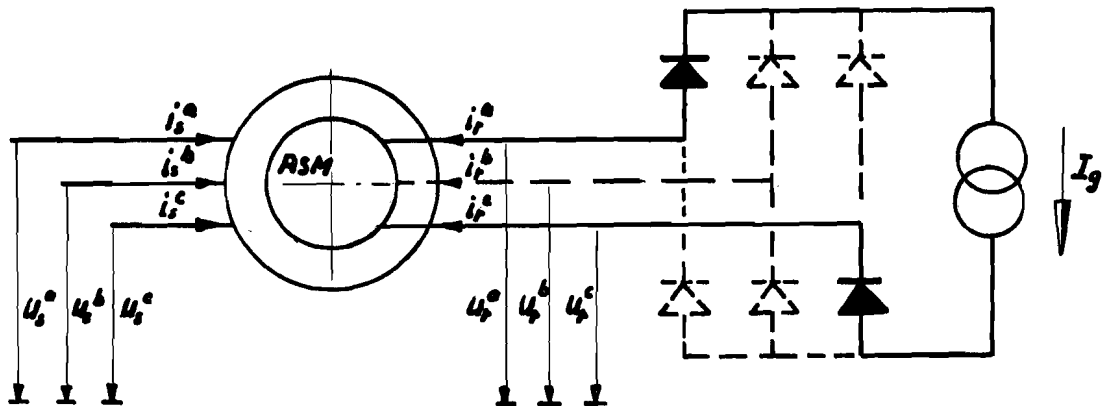 i_s^a
i_s^b
i_s^c
ASM
i_r^a
i_r^b
i_r^c
I_g
U_s^a
U_s^b
U_s^c
U_r^a
U_r^b
U_r^c